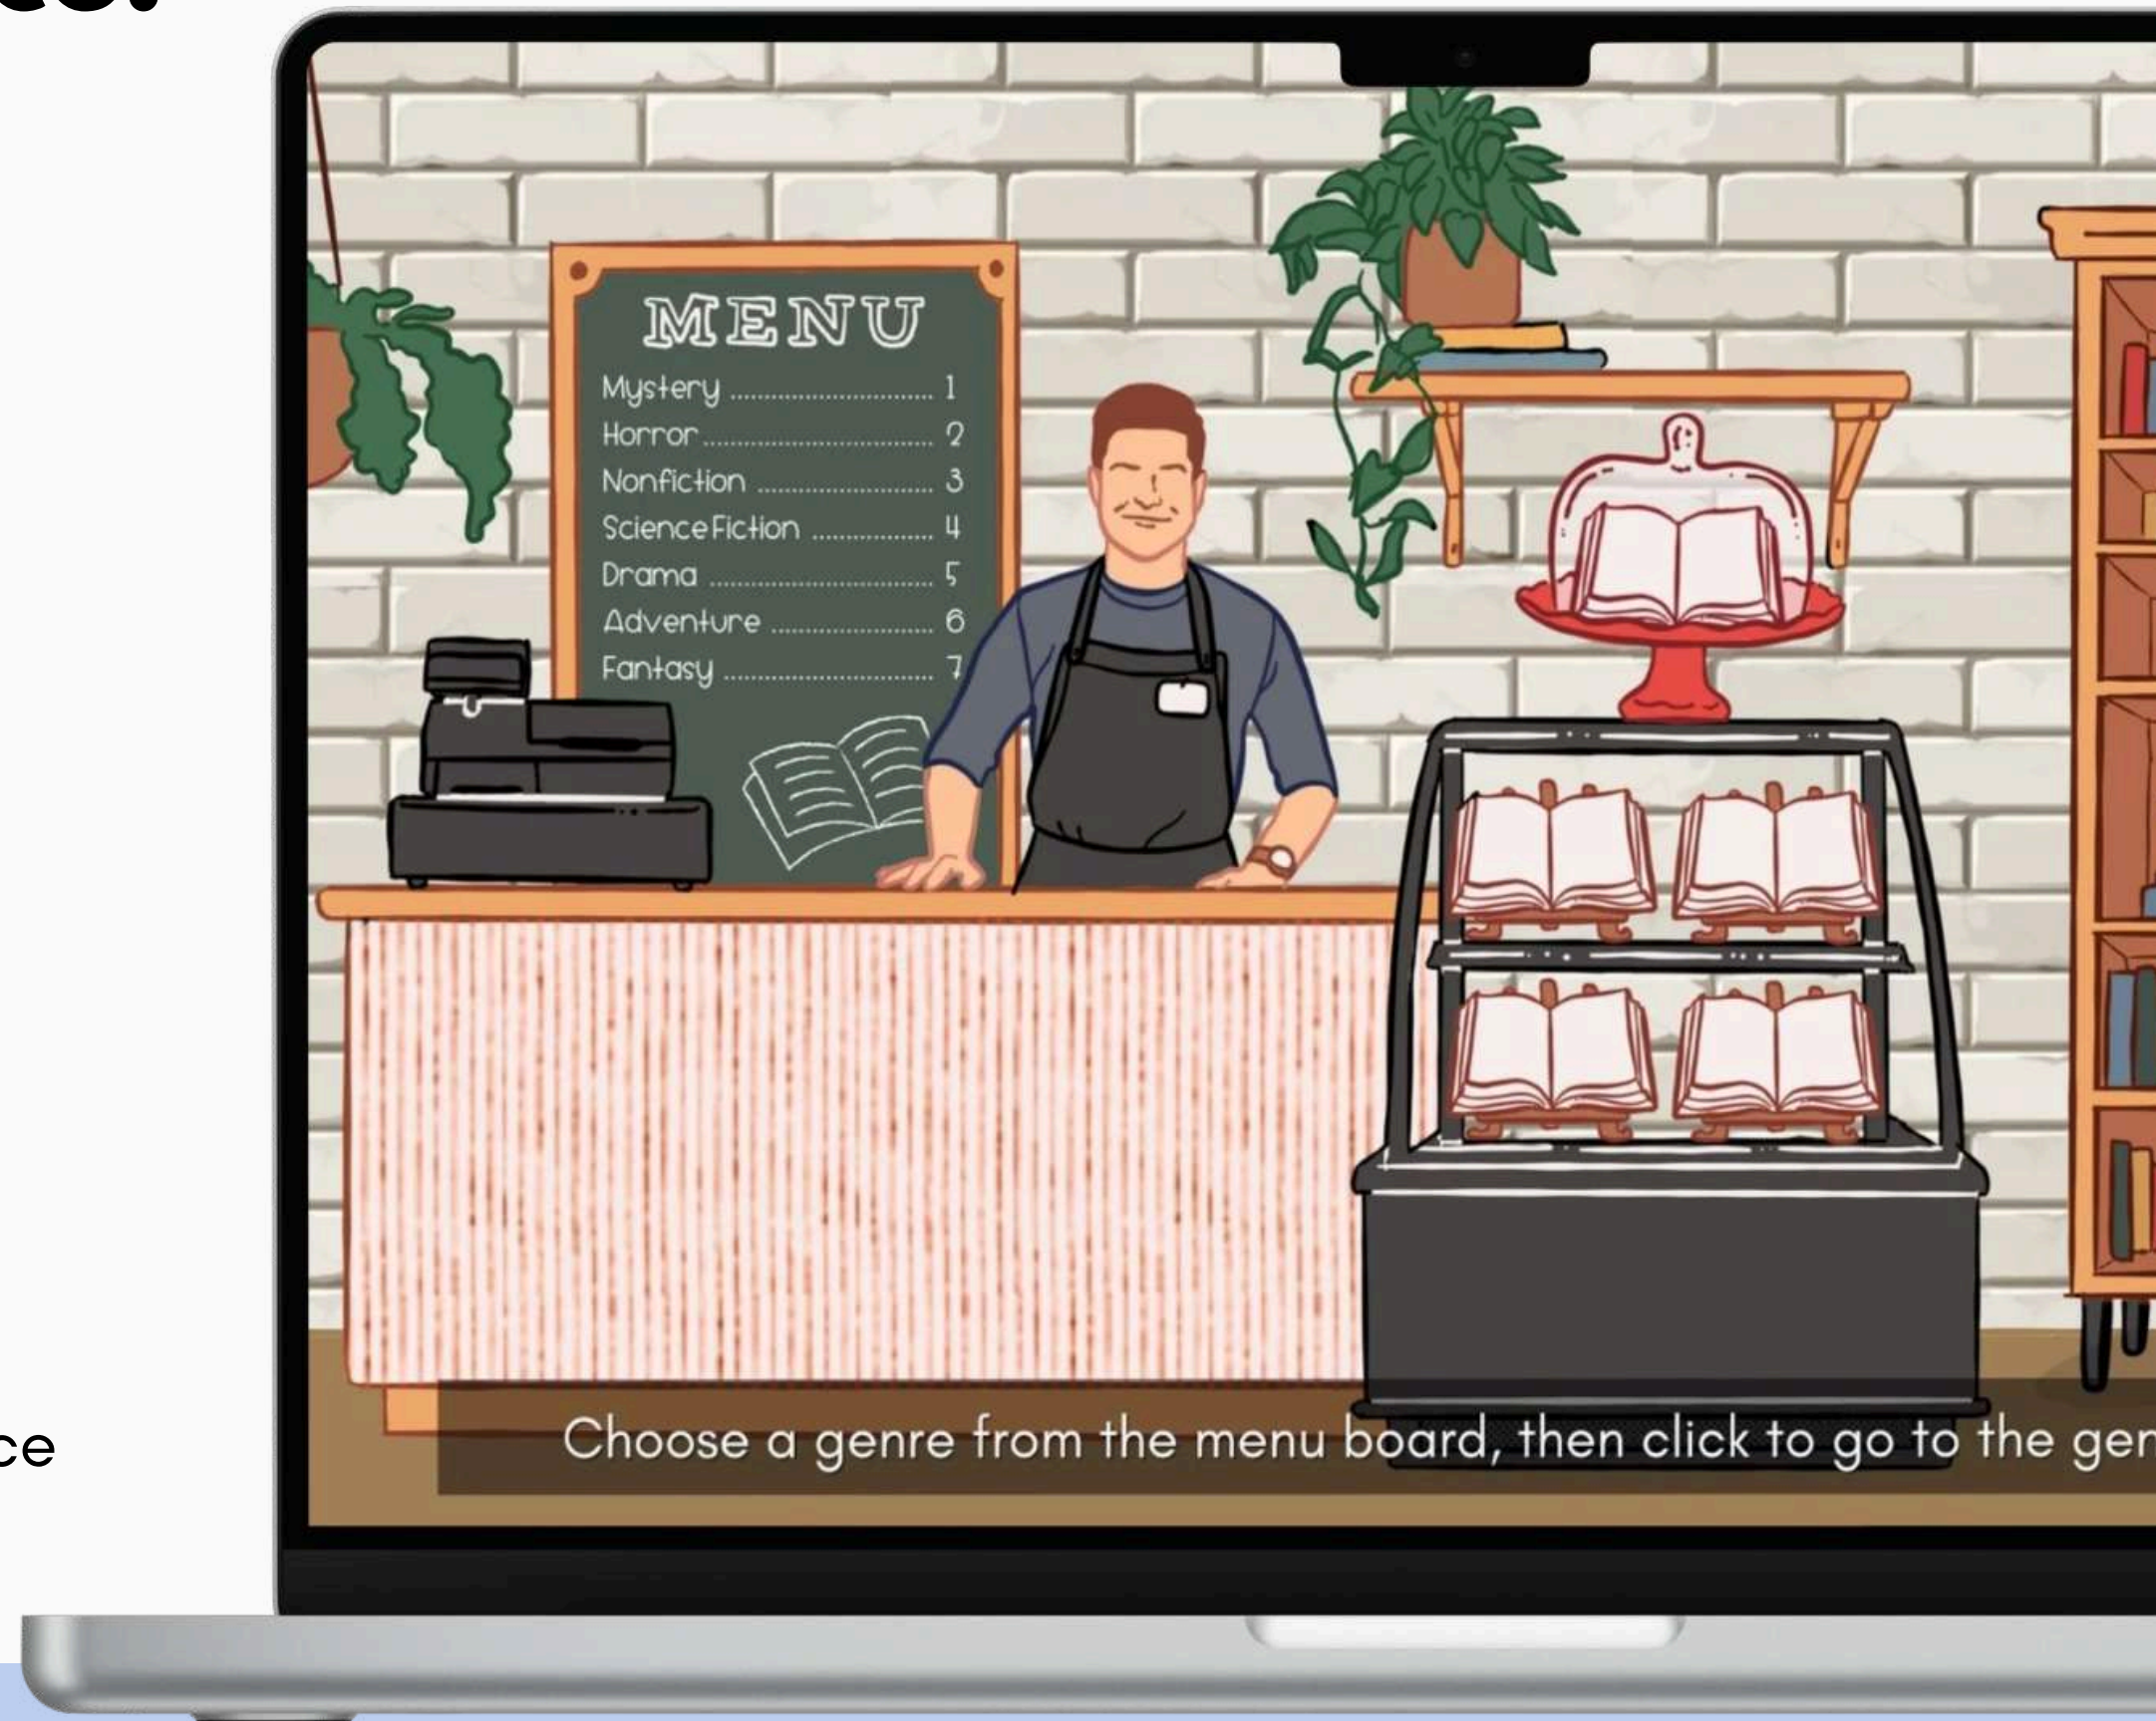 MENU
Mystery ............................ 1
Horror ................................ 2
Nonfiction ........................ 3
Science Fiction ................. 4
Drama ............................... 5
Adventure ....................... 6
Fantasy ............................. 7
ce
Choose a genre from the menu board, then click to go to the gen